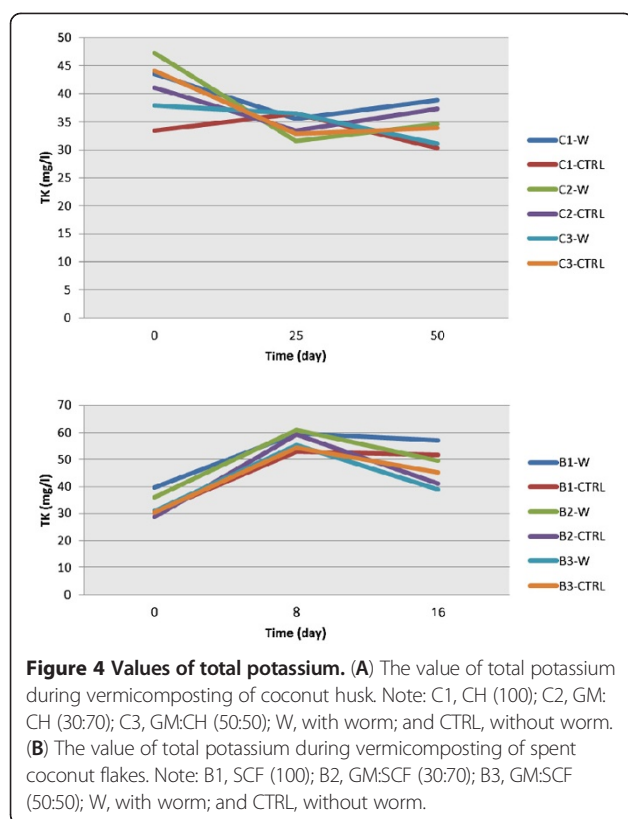 50
45
40
35
30
25
20
15
10
5
0
TK (mg/l)
0 25 50
Time (day)
C1-W
C1-CTRL
C2-W
C2-CTRL
C3-W
C3-CTRL
70
60
50
40
30
20
10
0
TK (mg/l)
0 8 16
Time (day)
B1-W
B1-CTRL
B2-W
B2-CTRL
B3-W
B3-CTRL
Figure 4 Values of total potassium. (A) The value of total potassium
during vermicomposting of coconut husk. Note: C1, CH (100); C2, GM:
CH (30:70); C3, GM:CH (50:50); W, with worm; and CTRL, without worm.
(B) The value of total potassium during vermicomposting of spent
coconut flakes. Note: B1, SCF (100); B2, GM:SCF (30:70); B3, GM:SCF
(50:50); W, with worm; and CTRL, without worm.